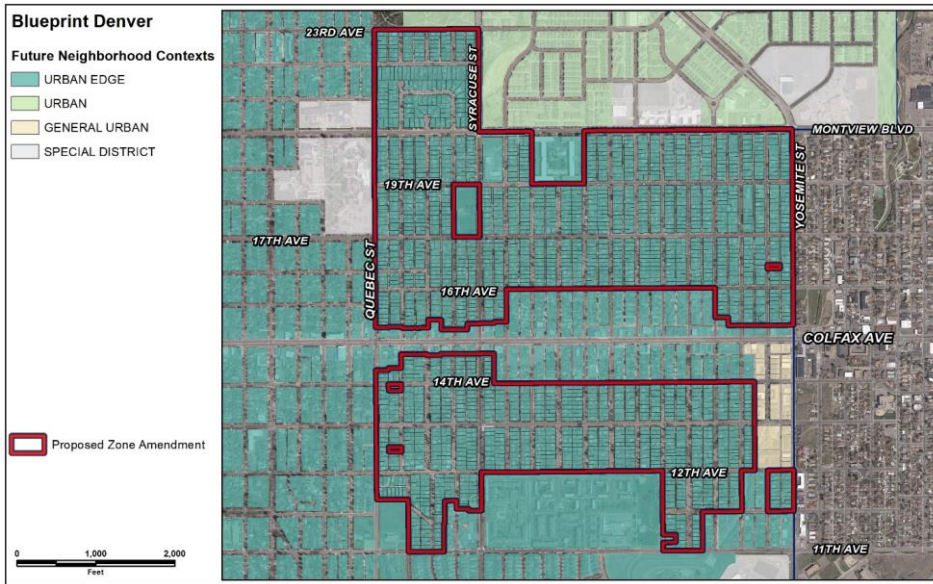 Blueprint Denver
Future Neighborhood Contexts
URBAN EDGE
URBAN
GENERAL URBAN
SPECIAL DISTRICT
Proposed Zone Amendment
0 1,000 2,000
Feet
23RD AVE
SYRACUSE ST
MONTVIEW BLVD
19TH AVE
YOSEMITE ST
17TH AVE
QUEBEC ST
16TH AVE
COLFAX AVE
14TH AVE
12TH AVE
11TH AVE